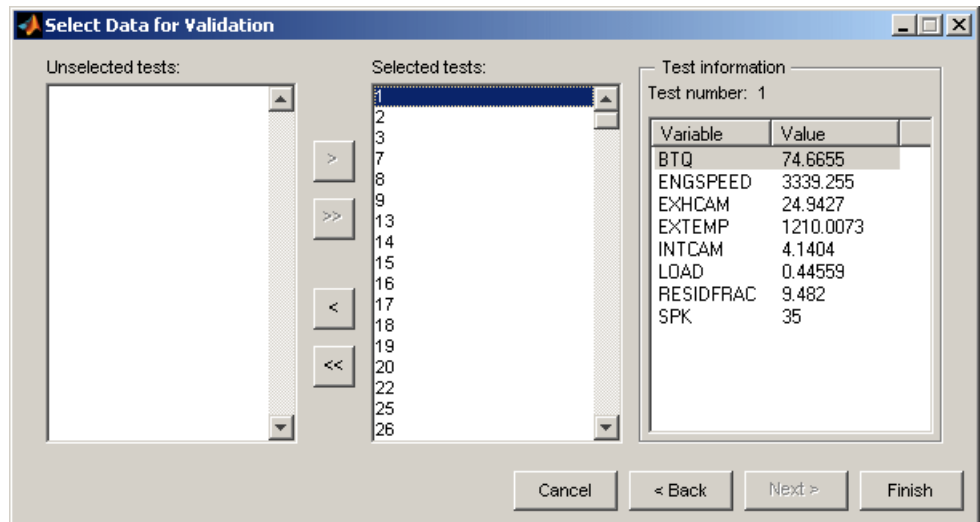 Select Data for Validation
Unselected tests:
Selected tests:
1
2
3
7
8
9
13
14
15
16
17
18
19
20
22
25
26
>
>>
<
<<
Test information
Test number: 1
Variable Value
BTQ 74.6655
ENGSPEED 3339.255
EXHCAM 24.9427
EXTEMP 1210.0073
INTCAM 4.1404
LOAD 0.44559
RESIDFRAC 9.482
SPK 35
Cancel
< Back
Next >
Finish